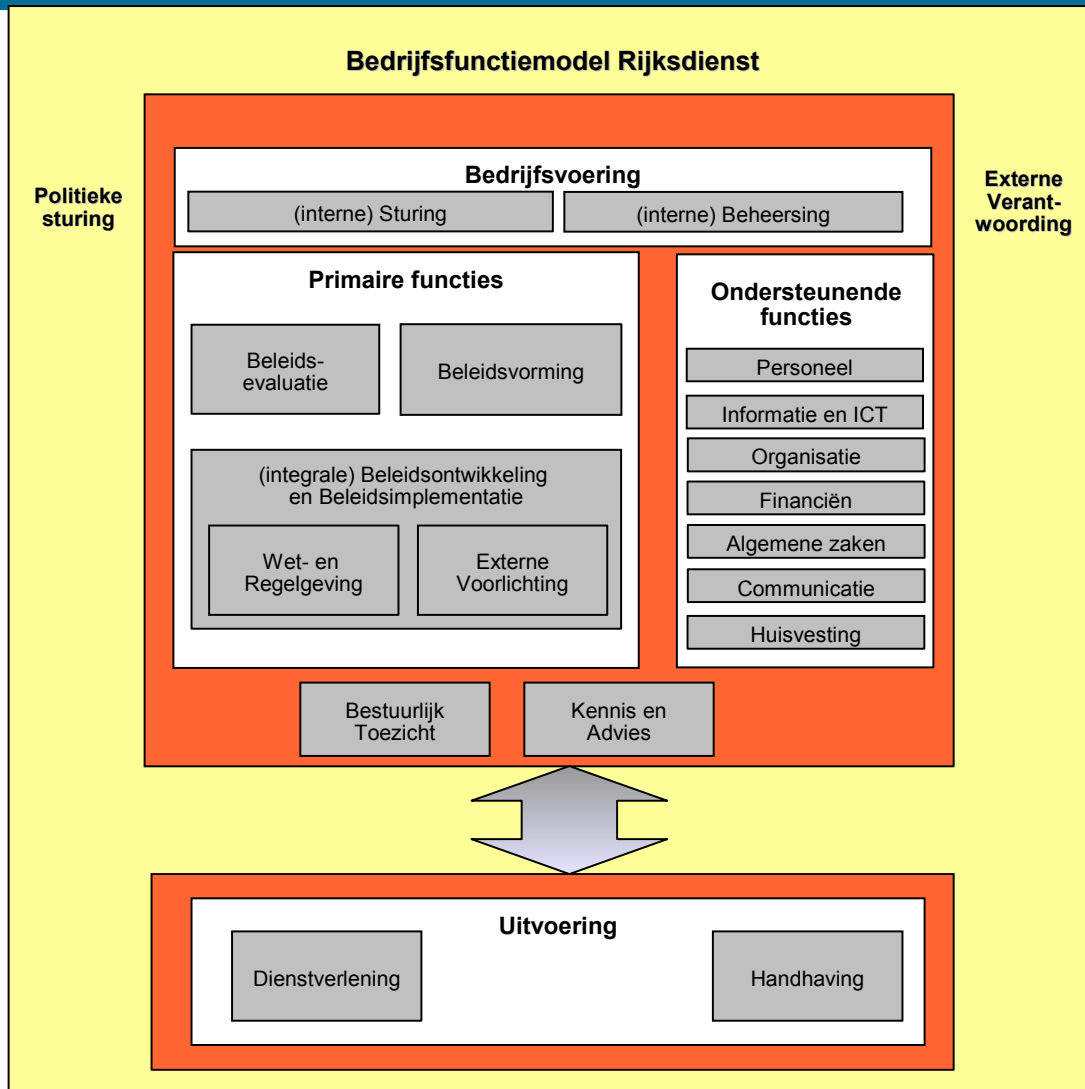 Bedrijfsfunctiemodel Rijksdienst
Politieke
sturing
Externe
Verant-
woording
Bedrijfsvoering
(interne) Sturing
(interne) Beheersing
Primaire functies
Beleids-
evaluatie
Beleidsvorming
(integrale) Beleidsontwikkeling
en Beleidsimplementatie
Wet- en
Regelgeving
Externe
Voorlichting
Ondersteunende
functies
Personeel
Informatie en ICT
Organisatie
Financiën
Algemene zaken
Communicatie
Huisvesting
Bestuurlijk
Toezicht
Kennis en
Advies
Uitvoering
Dienstverlening
Handhaving